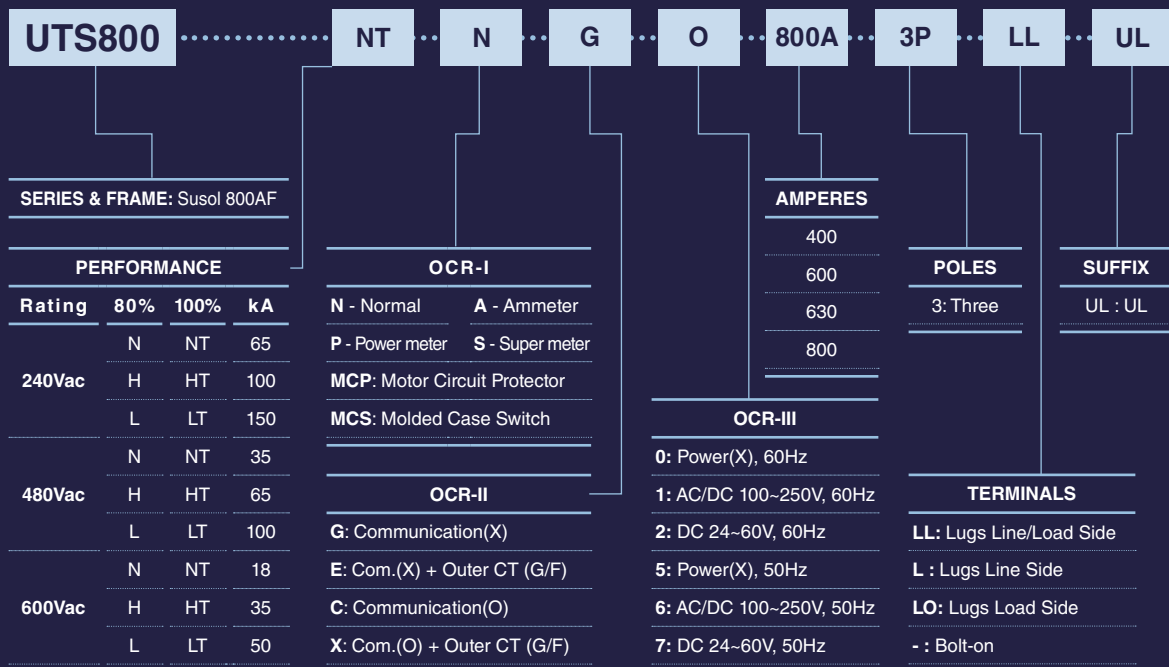 UTS800 NT N G O 800A 3P LL UL
SERIES & FRAME: Susol 800AF
PERFORMANCE
Rating 80% 100% kA
240Vac
N NT 65
H HT 100
L LT 150
480Vac
N NT 35
H HT 65
L LT 100
600Vac
N NT 18
H HT 35
L LT 50
OCR-I
N - Normal A - Ammeter
P - Power meter S - Super meter
MCP: Motor Circuit Protector
MCS: Molded Case Switch
OCR-II
G: Communication(X)
E: Com.(X) + Outer CT (G/F)
C: Communication(O)
X: Com.(O) + Outer CT (G/F)
OCR-III
0: Power(X), 60Hz
1: AC/DC 100~250V, 60Hz
2: DC 24~60V, 60Hz
5: Power(X), 50Hz
6: AC/DC 100~250V, 50Hz
7: DC 24~60V, 50Hz
AMPERES
400
600
630
800
POLES
3: Three
SUFFIX
UL : UL
TERMINALS
LL: Lugs Line/Load Side
L : Lugs Line Side
LO: Lugs Load Side
- : Bolt-on